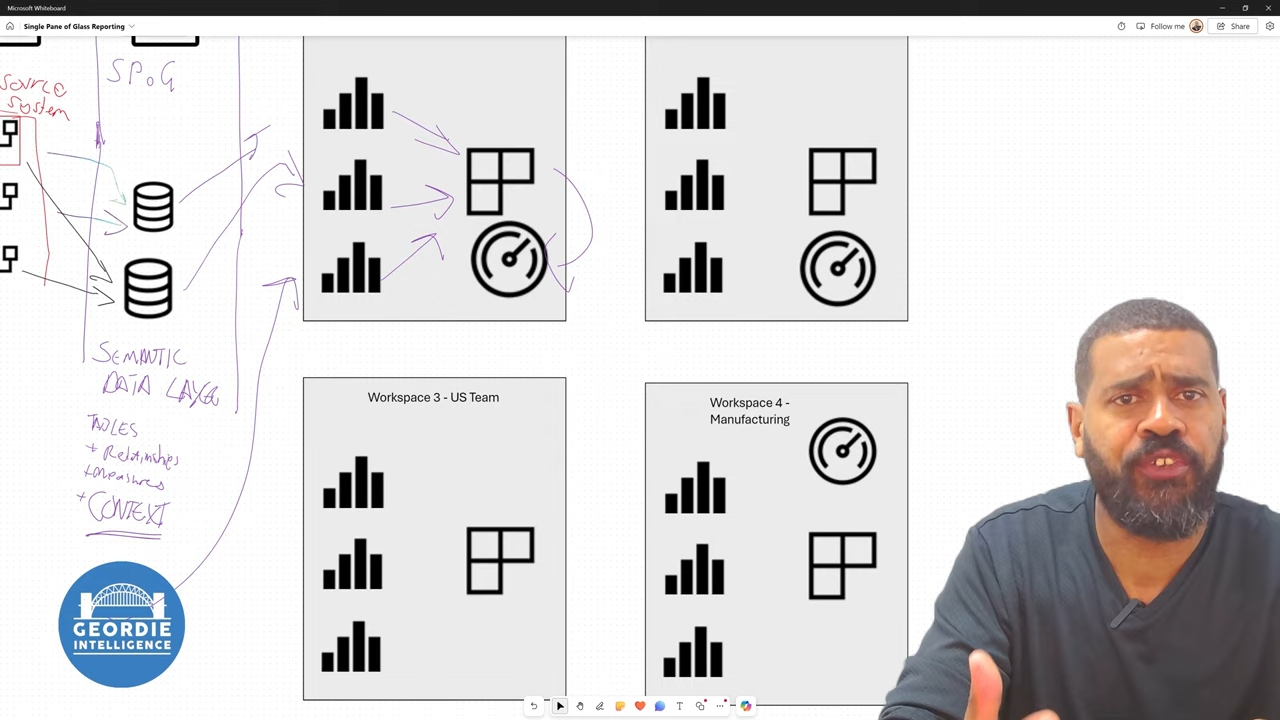 Microsoft Whiteboard
Single Pane of Glass Reporting
Follow me
Share
source
system
SPoG
SEMANTIC
DATA LAYER
TABLES
+ Relationships
+ Measures
+ CONTEXT
GEORDIE
INTELLIGENCE
Workspace 3 - US Team
Workspace 4 -
Manufacturing